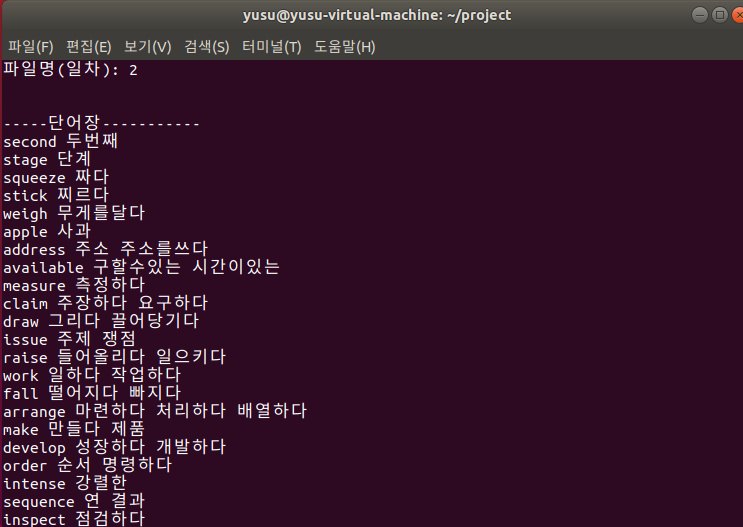 yusu@yusu-virtual-machine: ~/project
파일(F) 편집(E) 보기(V) 검색(S) 터미널(T) 도움말(H)
파일명(일차): 2
-----단어장-----------
second 두번째
stage 단계
squeeze 짜다
stick 찌르다
weigh 무게를달다
apple 사과
address 주소 주소를쓰다
available 구할수있는 시간이있는
measure 측정하다
claim 주장하다 요구하다
draw 그리다 끌어당기다
issue 주제 쟁점
raise 들어올리다 일으키다
work 일하다 작업하다
fall 떨어지다 빠지다
arrange 마련하다 처리하다 배열하다
make 만들다 제품
develop 성장하다 개발하다
order 순서 명령하다
intense 강렬한
sequence 연 결과
inspect 점검하다